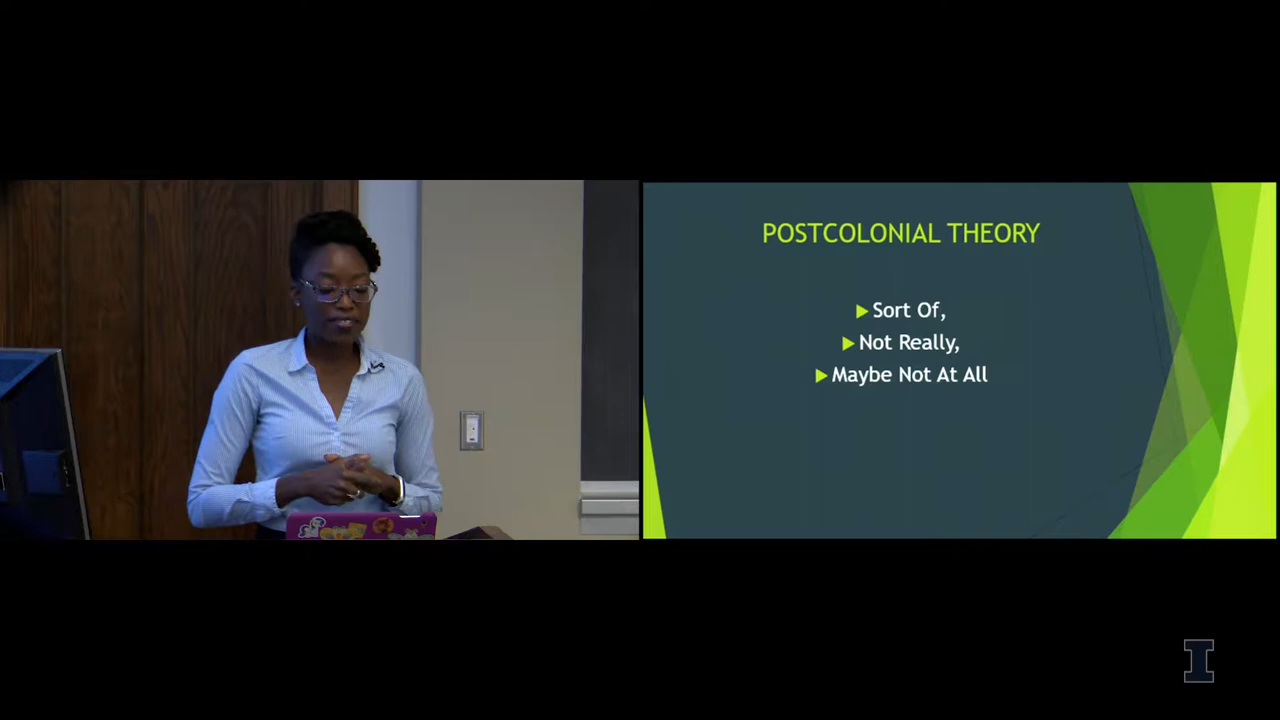 POSTCOLONIAL THEORY
Sort Of,
Not Really,
Maybe Not At All